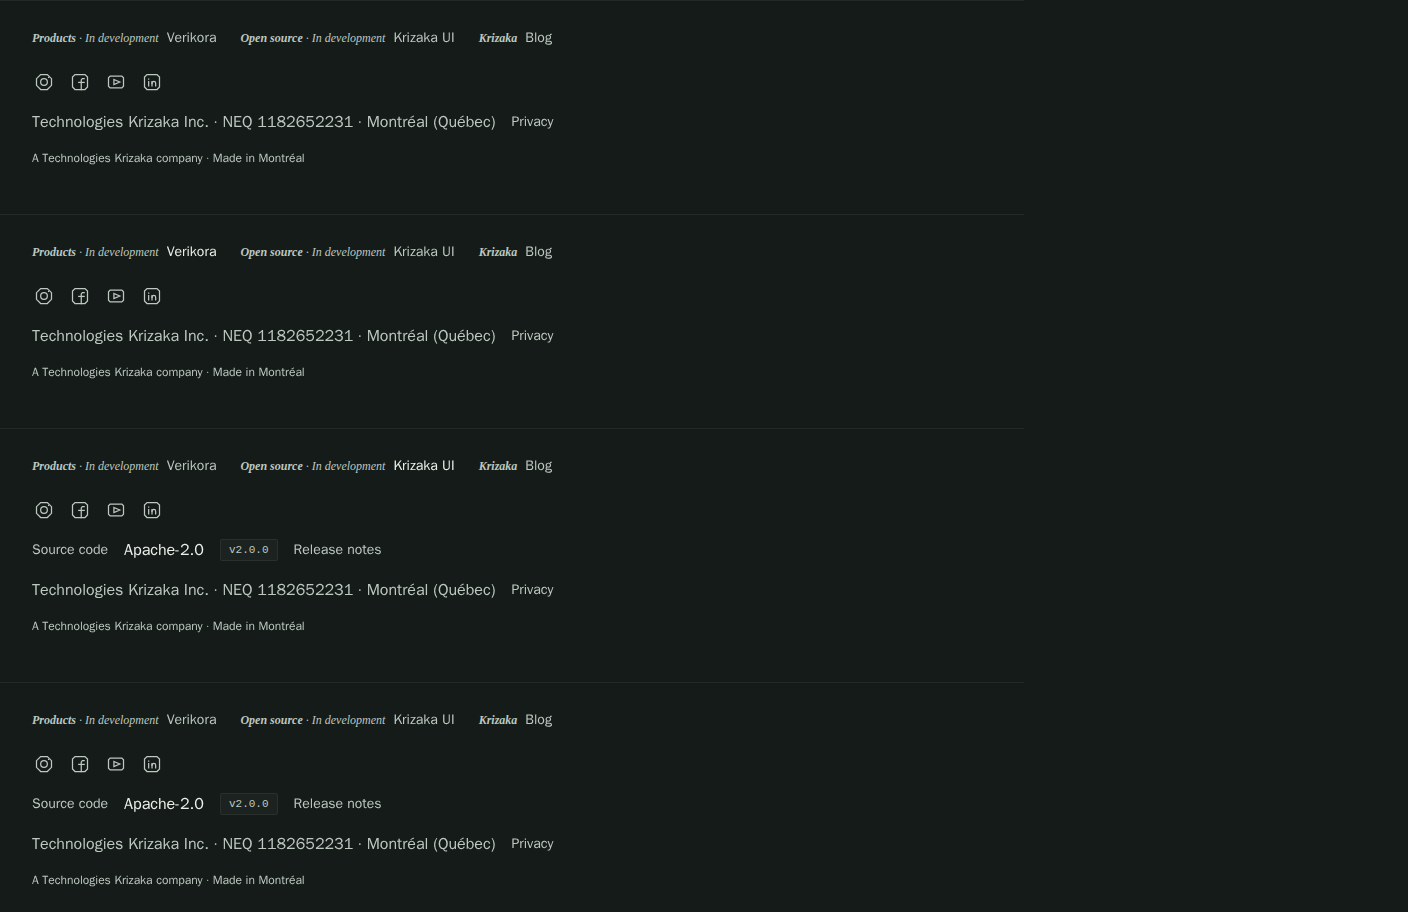 Products · In development Verikora Open source · In development Krizaka UI Krizaka Blog
Technologies Krizaka Inc. · NEQ 1182652231 · Montréal (Québec) Privacy
A Technologies Krizaka company · Made in Montréal
Products · In development Verikora Open source · In development Krizaka UI Krizaka Blog
Technologies Krizaka Inc. · NEQ 1182652231 · Montréal (Québec) Privacy
A Technologies Krizaka company · Made in Montréal
Products · In development Verikora Open source · In development Krizaka UI Krizaka Blog
Source code Apache-2.0 v2.0.0 Release notes
Technologies Krizaka Inc. · NEQ 1182652231 · Montréal (Québec) Privacy
A Technologies Krizaka company · Made in Montréal
Products · In development Verikora Open source · In development Krizaka UI Krizaka Blog
Source code Apache-2.0 v2.0.0 Release notes
Technologies Krizaka Inc. · NEQ 1182652231 · Montréal (Québec) Privacy
A Technologies Krizaka company · Made in Montréal